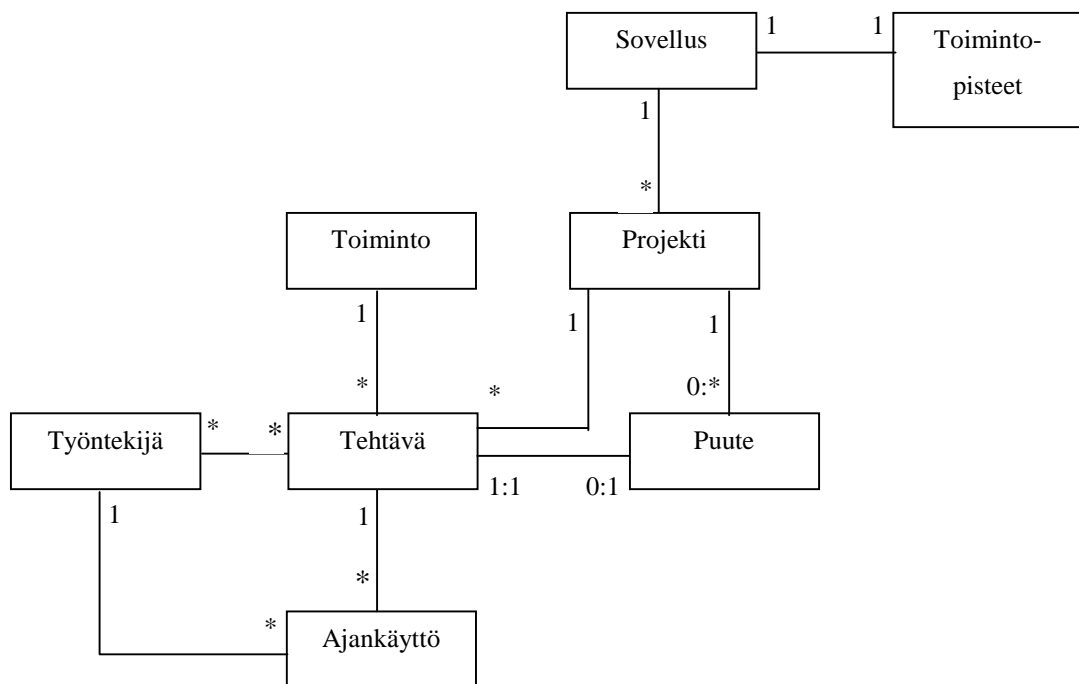 Sovellus
1
1
Toiminto-
pisteet
1
*
Toiminto
Projekti
1
1
1
*
*
0:*
Työntekijä
*
*
Tehtävä
Puute
1:1
0:1
1
1
*
*
Ajankäyttö